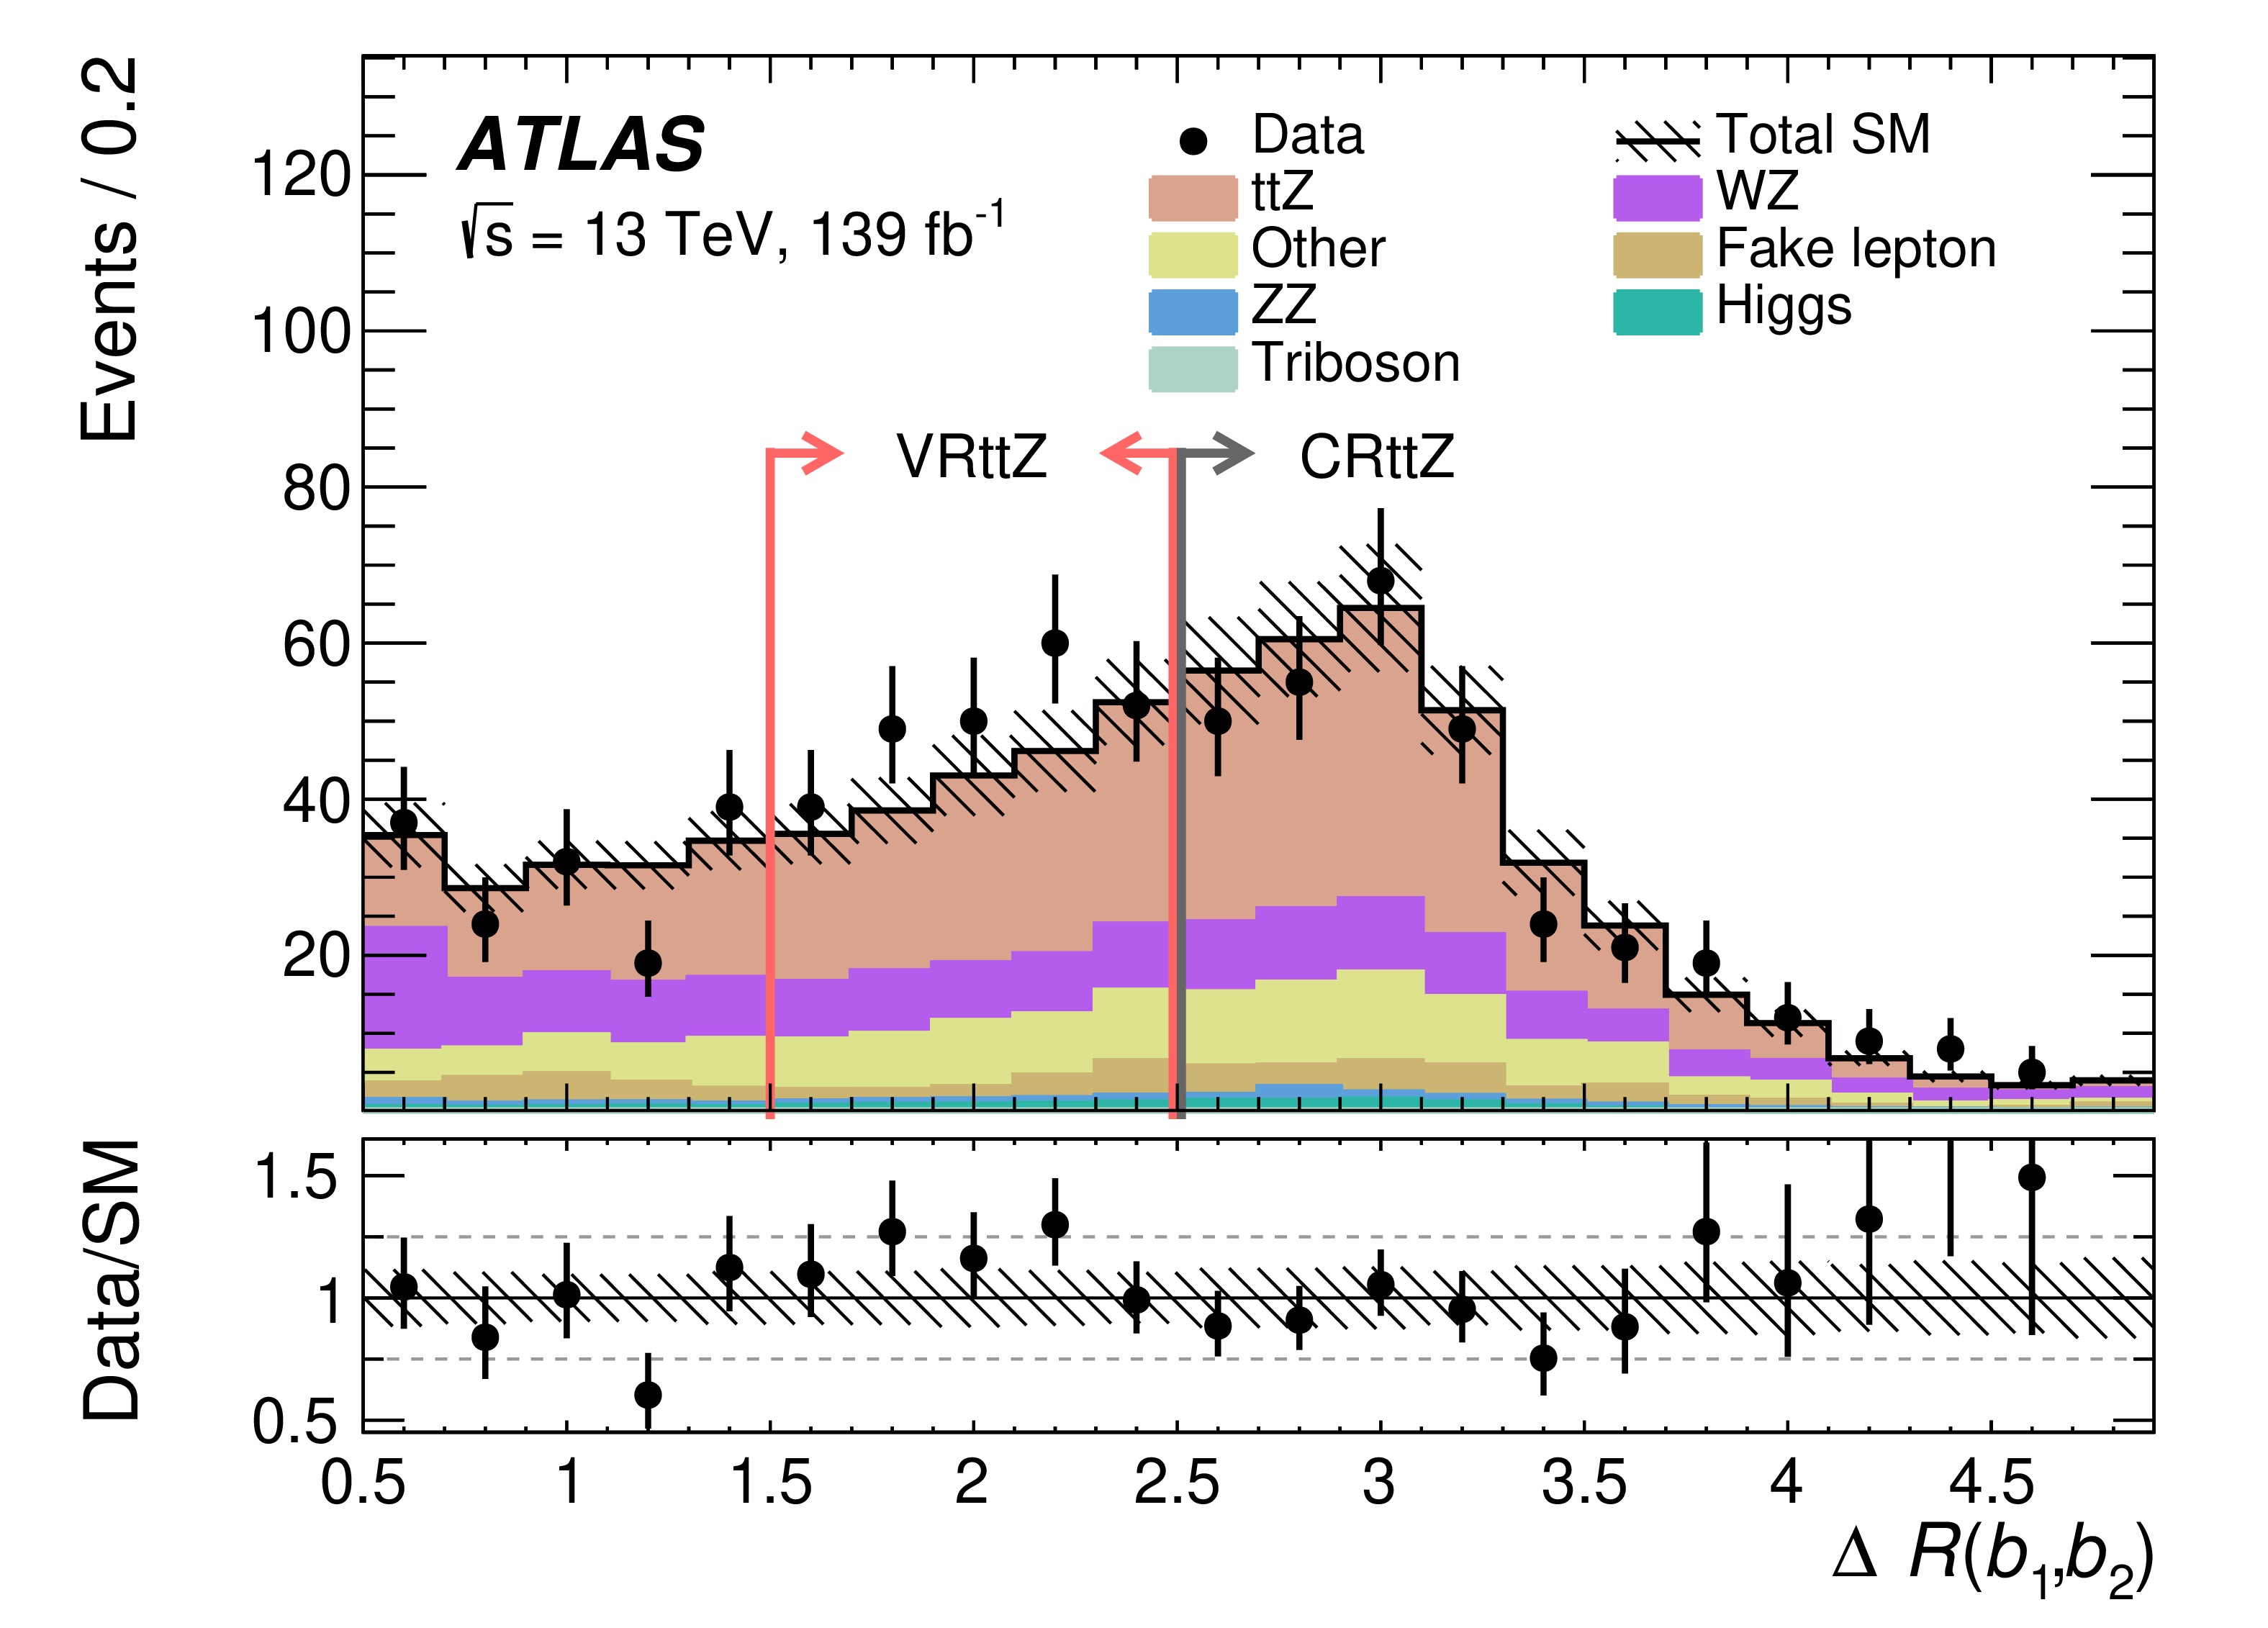 Events / 0.2
120
100
80
60
40
20
ATLAS
√s = 13 TeV, 139 fb-1
Data
Total SM
ttZ
WZ
Other
Fake lepton
ZZ
Higgs
Triboson
VRttZ
CRttZ
Data/SM
1.5
1
0.5
0.5 1 1.5 2 2.5 3 3.5 4 4.5
Δ R(b1,b2)